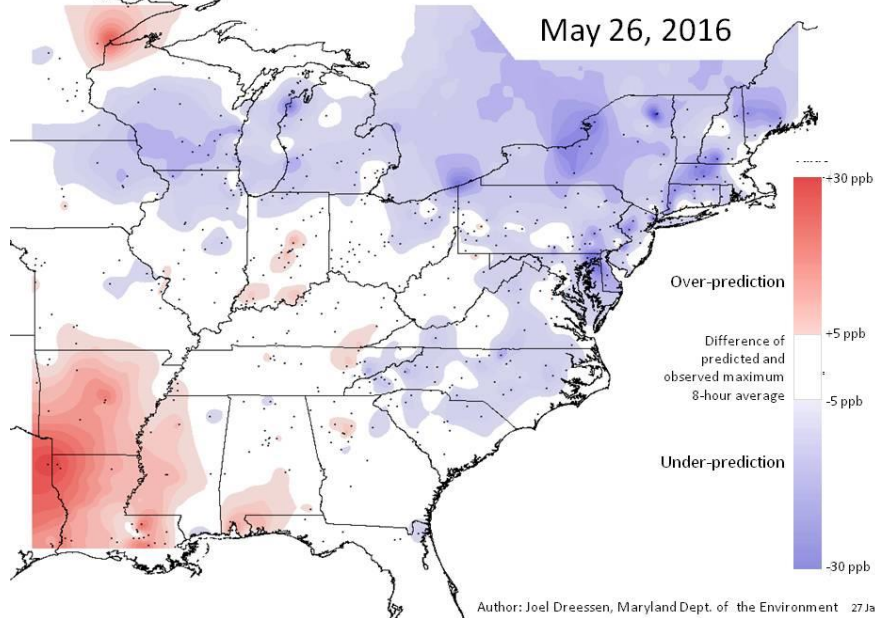 May 26, 2016
+30 ppb
Over-prediction
+5 ppb
Difference of
predicted and
observed maximum
8-hour average
-5 ppb
Under-prediction
-30 ppb
Author: Joel Dreessen, Maryland Dept. of the Environment 27 Ja